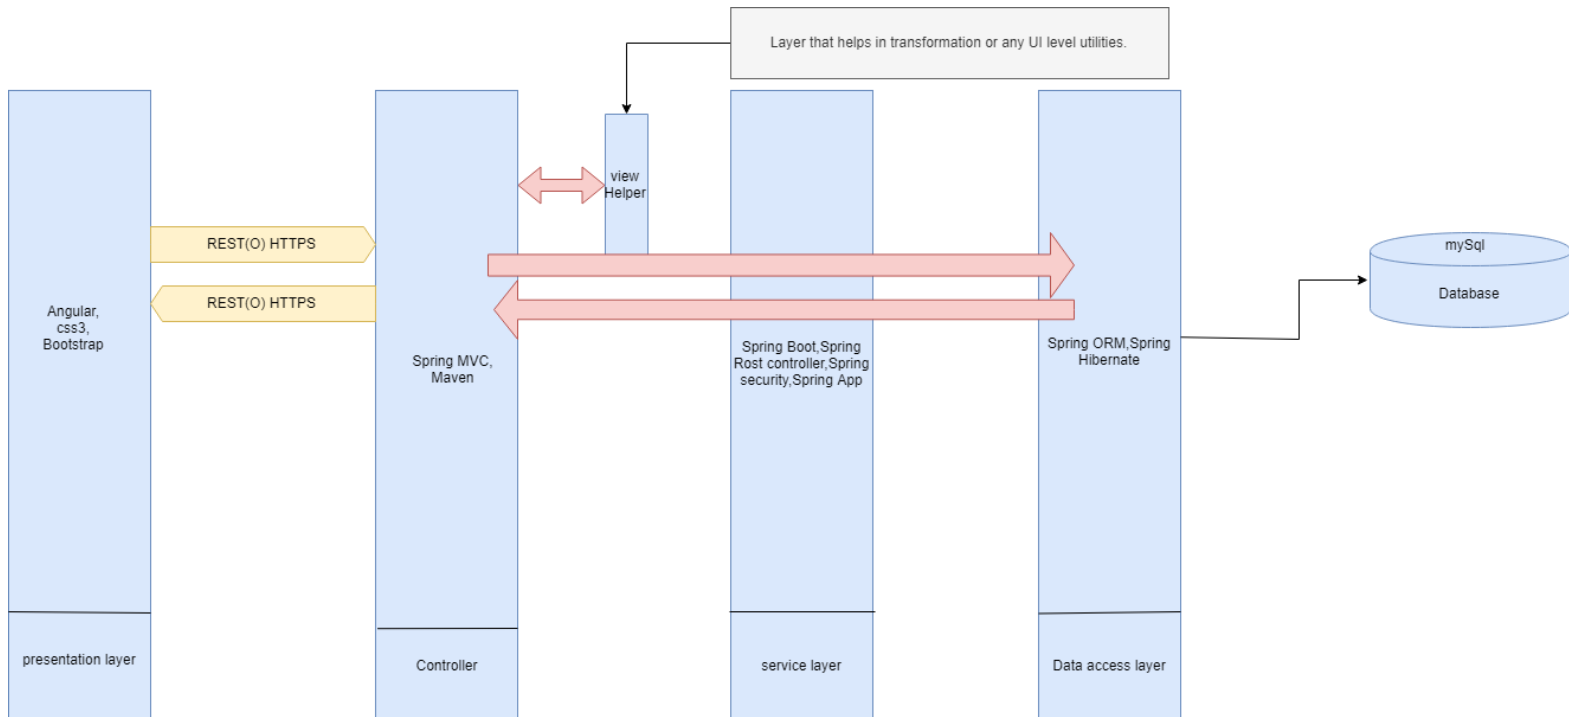 Layer that helps in transformation or any UI level utilities.
view
Helper
REST(O) HTTPS
REST(O) HTTPS
mySql
Database
Angular,
css3,
Bootstrap
Spring MVC,
Maven
Spring Boot,Spring
Rost controller,Spring
security,Spring App
Spring ORM,Spring
Hibernate
presentation layer
Controller
service layer
Data access layer